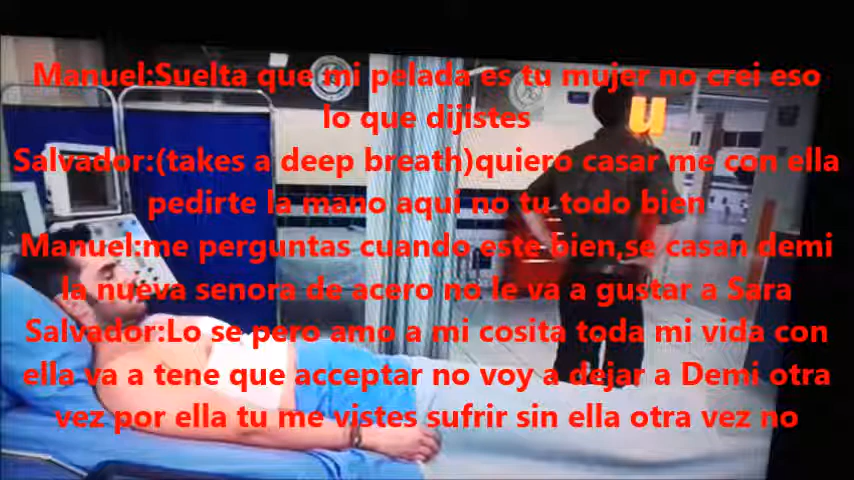 Manuel:Suelta que mi pelada es tu mujer no crei eso
lo que dijistes
Salvador:(takes a deep breath)quiero casar me con ella
pedirte la mano aqui no tu todo bien
Manuel:me perguntas cuando este bien,se casan demi
la nueva senora de acero no le va a gustar a Sara
Salvador:Lo se pero amo a mi cosita toda mi vida con
ella va a tene que acceptar no voy a dejar a Demi otra
vez por ella tu me vistes sufrir sin ella otra vez no
u